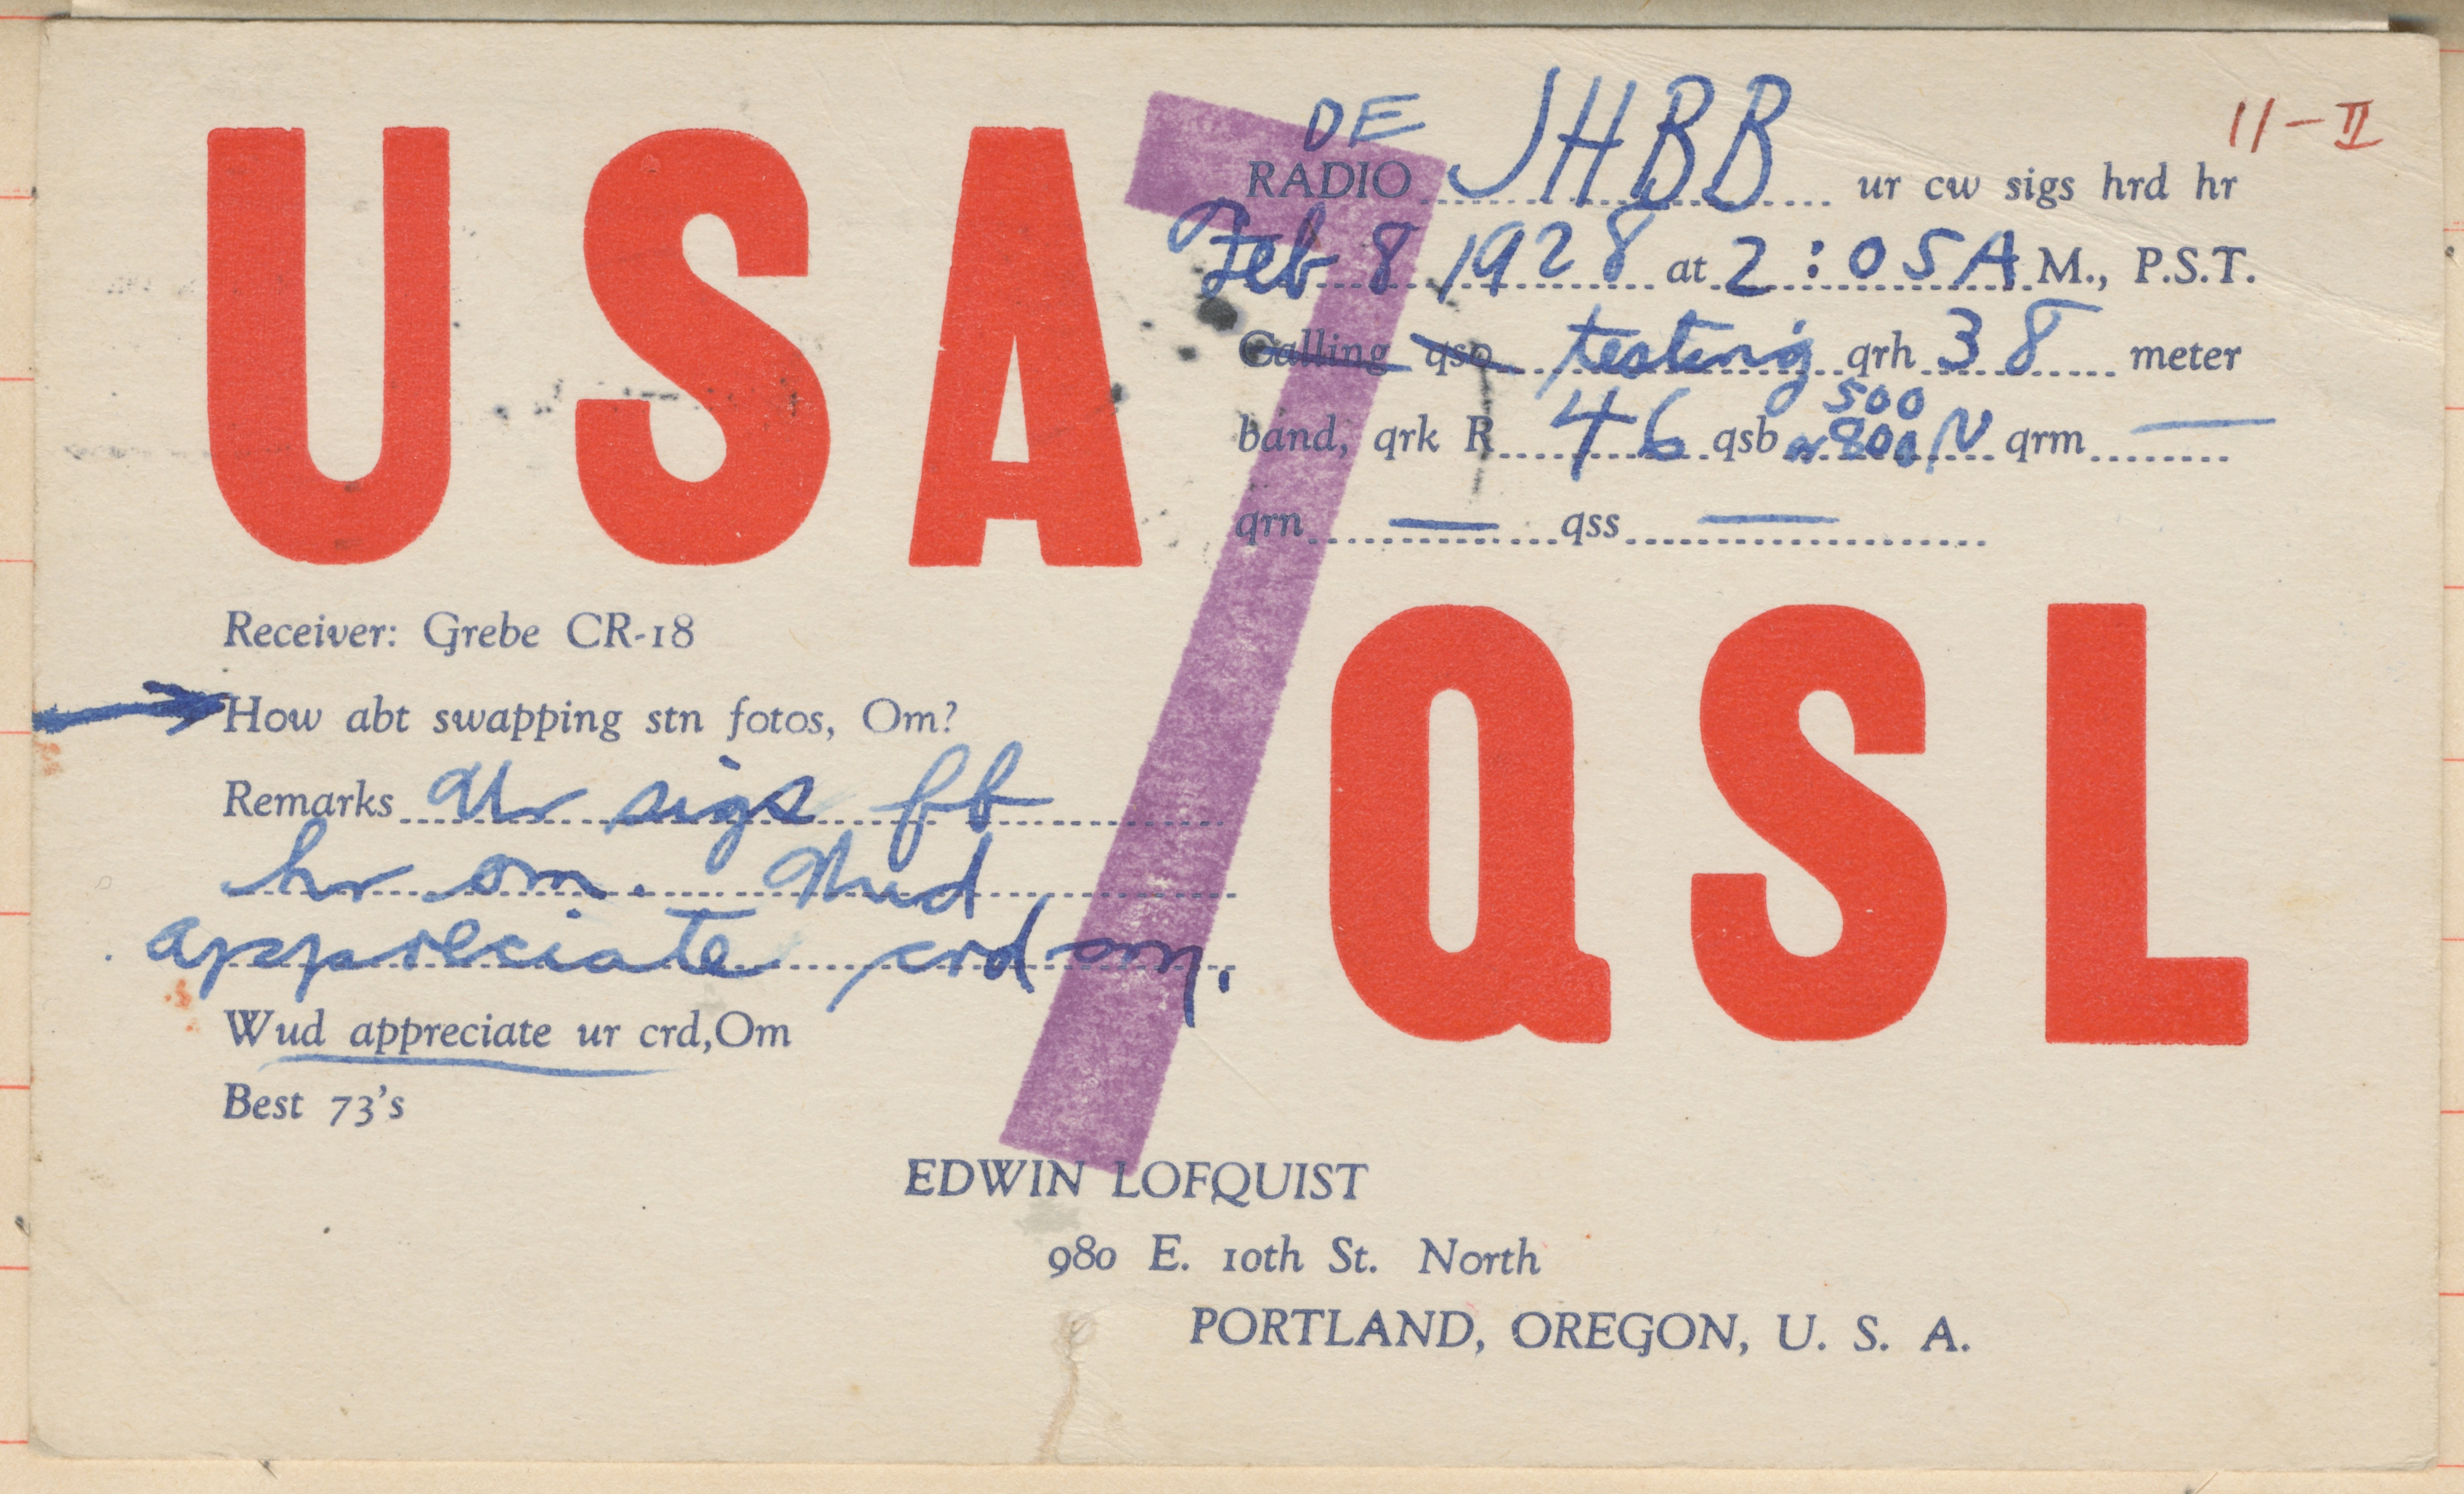 USA
7
DE
11-II
RADIO JHBB ur cw sigs hrd hr
Feb 8 1928 at 2:05 A M., P.S.T.
Calling qso testing qrh 38 meter
500
band, qrk R 46 qsb or 800 N qrm —
qrn — qss —
QSL
Receiver: Grebe CR-18
How abt swapping stn fotos, Om?
Remarks Ur sigs fb
hr om. Wud
appreciate crd om.
Wud appreciate ur crd,Om
Best 73's
EDWIN LOFQUIST
980 E. 10th St. North
PORTLAND, OREGON, U. S. A.